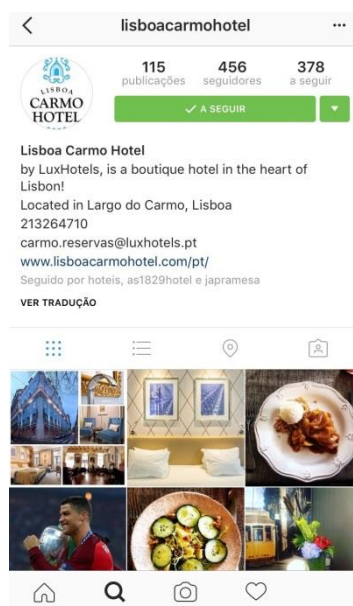 lisboacarmohotel
LISBOA
CARMO
HOTEL
115 456 378
publicações seguidores a seguir
A SEGUIR
Lisboa Carmo Hotel
by LuxHotels, is a boutique hotel in the heart of
Lisbon!
Located in Largo do Carmo, Lisboa
213264710
carmo.reservas@luxhotels.pt
www.lisboacarmohotel.com/pt/
Seguido por hoteis, as1829hotel e japramesa
VER TRADUÇÃO